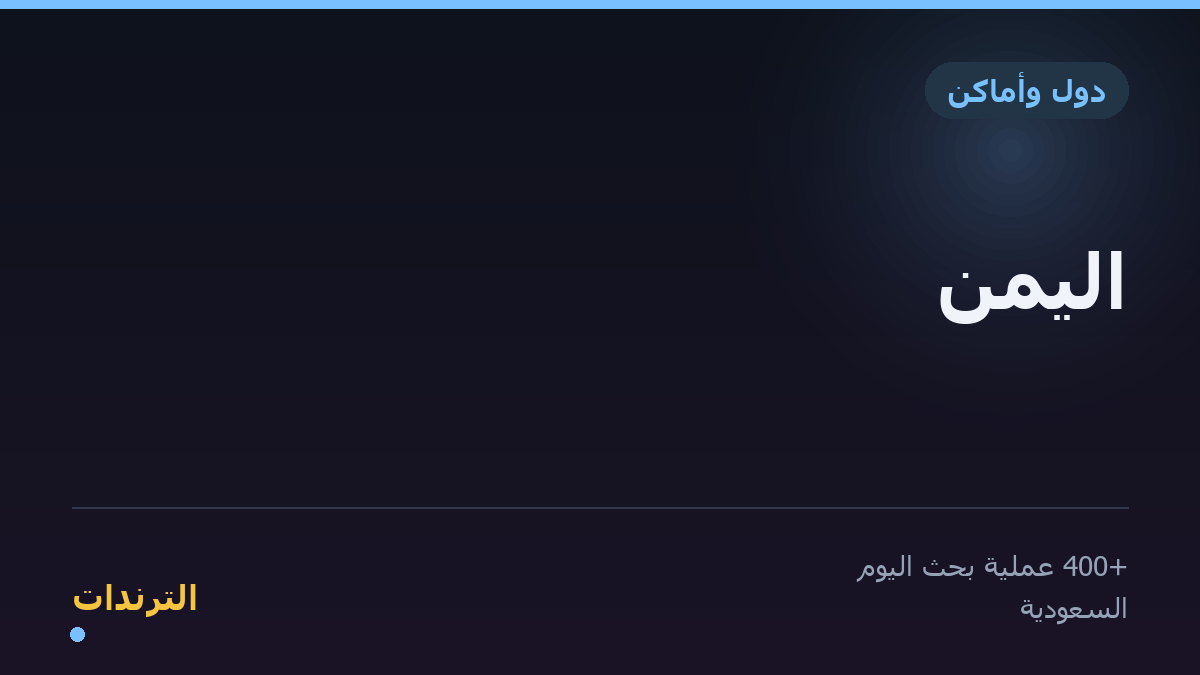 دول وأماكن
اليمن
+400 عملية بحث اليوم
السعودية
الترندات